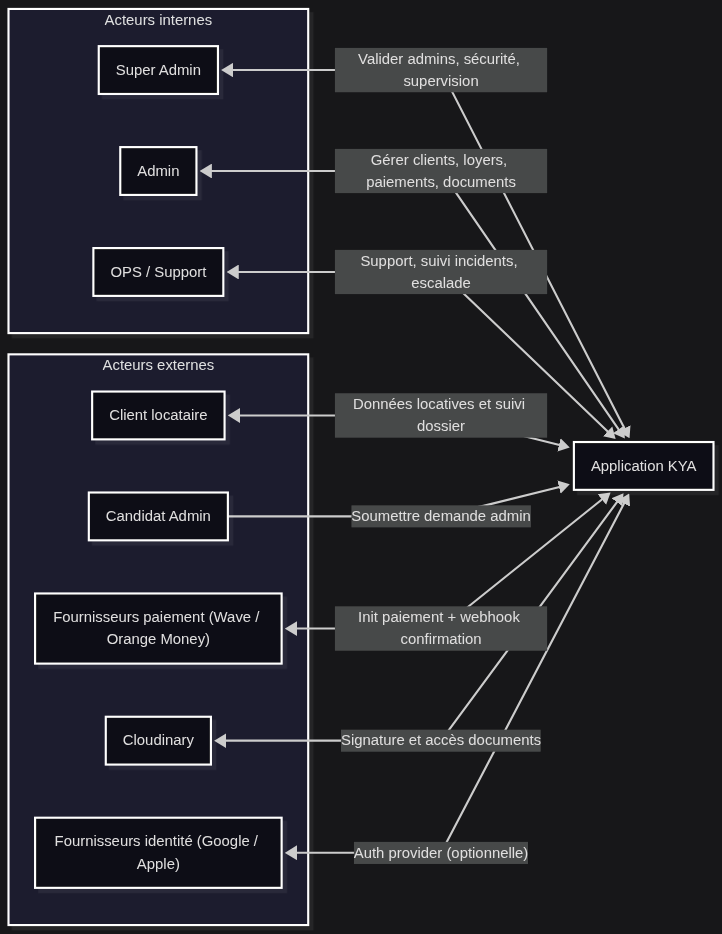 Acteurs internes
Super Admin
Valider admins, sécurité,
supervision
Admin
Gérer clients, loyers,
paiements, documents
OPS / Support
Support, suivi incidents,
escalade
Acteurs externes
Client locataire
Données locatives et suivi
dossier
Application KYA
Candidat Admin
Soumettre demande admin
Fournisseurs paiement (Wave /
Orange Money)
Init paiement + webhook
confirmation
Cloudinary
Signature et accès documents
Fournisseurs identité (Google /
Apple)
Auth provider (optionnelle)